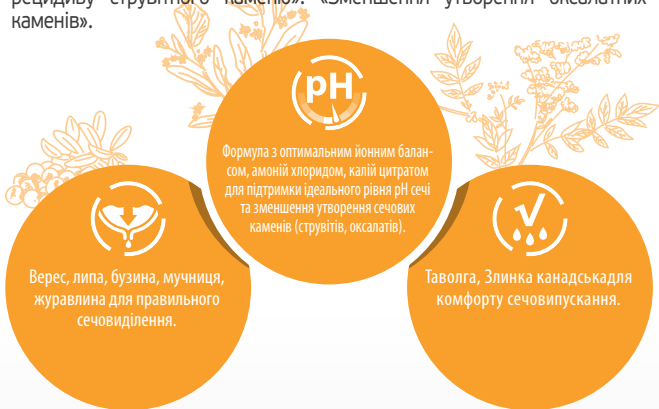 рецидиву струвітного каменю». «Зменшення утворення оксалатних
каменів».
pH
Формула з оптимальним йонним балан-
сом, амоній хлоридом, калій цитратом
для підтримки ідеального рівня pH сечі
та зменшення утворення сечових
каменів (струвітів, оксалатів).
Верес, липа, бузина, мучниця,
журавлина для правильного
сечовиділення.
Таволга, Злинка канадськадля
комфорту сечовипускання.